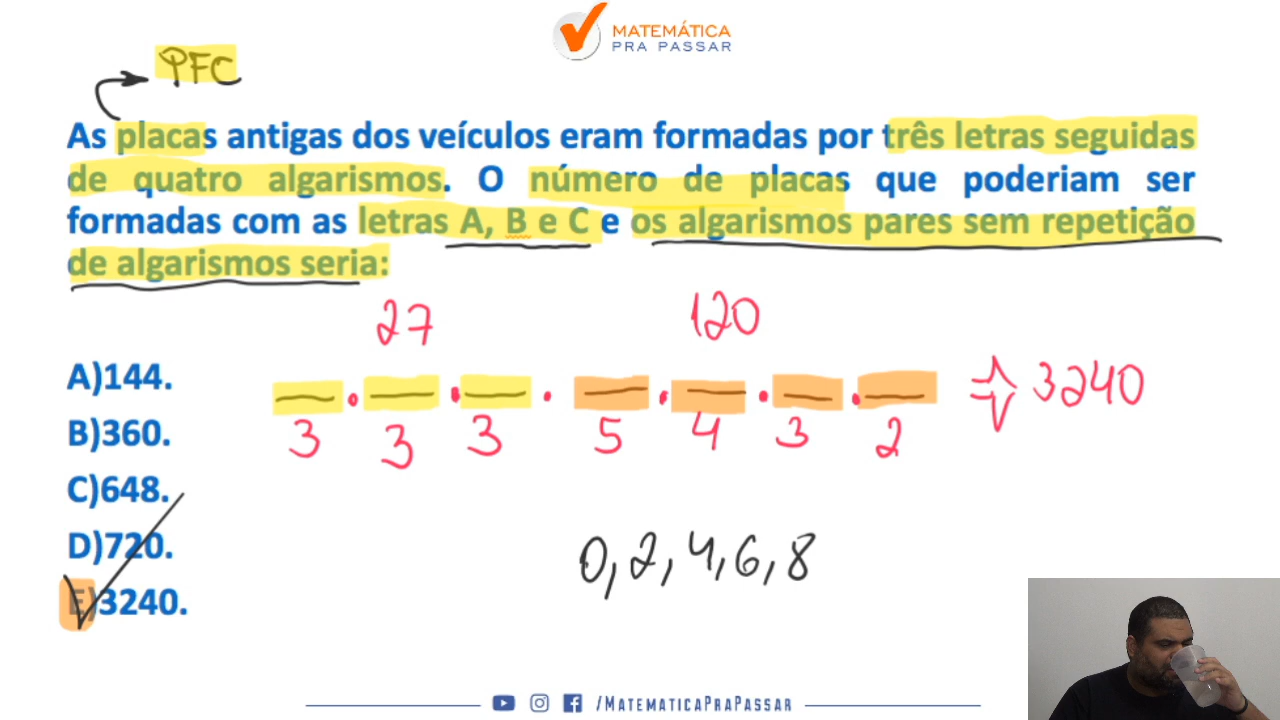 MATEMÁTICA
PRA PASSAR
PFC
As placas antigas dos veículos eram formadas por três letras seguidas
de quatro algarismos. O número de placas que poderiam ser
formadas com as letras A, B e C e os algarismos pares sem repetição
de algarismos seria:
27 120
A)144.
B)360.
C)648.
D)720.
E)3240.
. . . . . . 3240
3 3 3 5 4 3 2
0, 2, 4, 6, 8
/MatematicaPraPassar